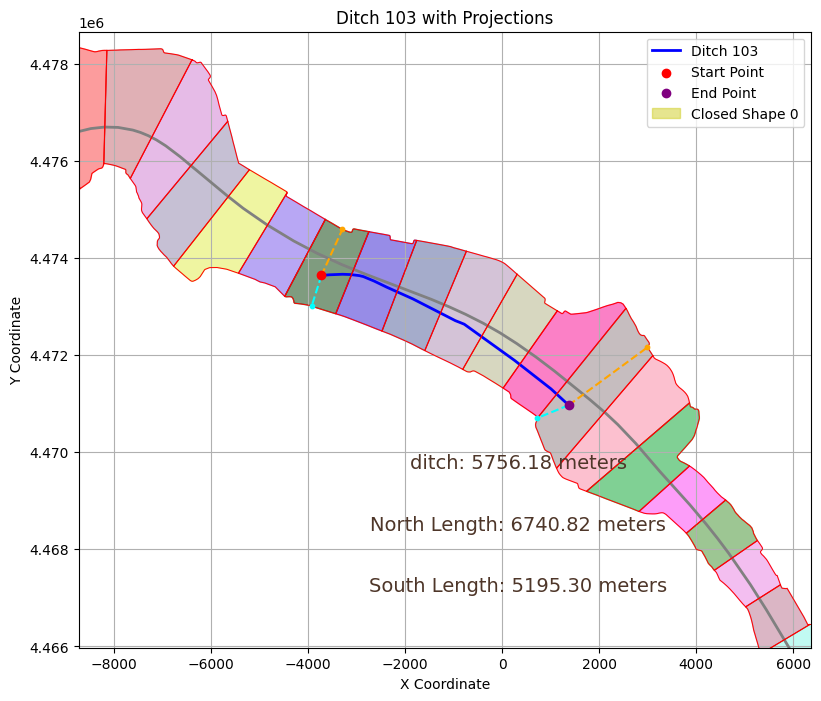 Ditch 103 with Projections
1e6
Ditch 103
Start Point
End Point
Closed Shape 0
4.478
4.476
4.474
4.472
4.470
4.468
4.466
Y Coordinate
ditch: 5756.18 meters
North Length: 6740.82 meters
South Length: 5195.30 meters
−8000 −6000 −4000 −2000 0 2000 4000 6000
X Coordinate